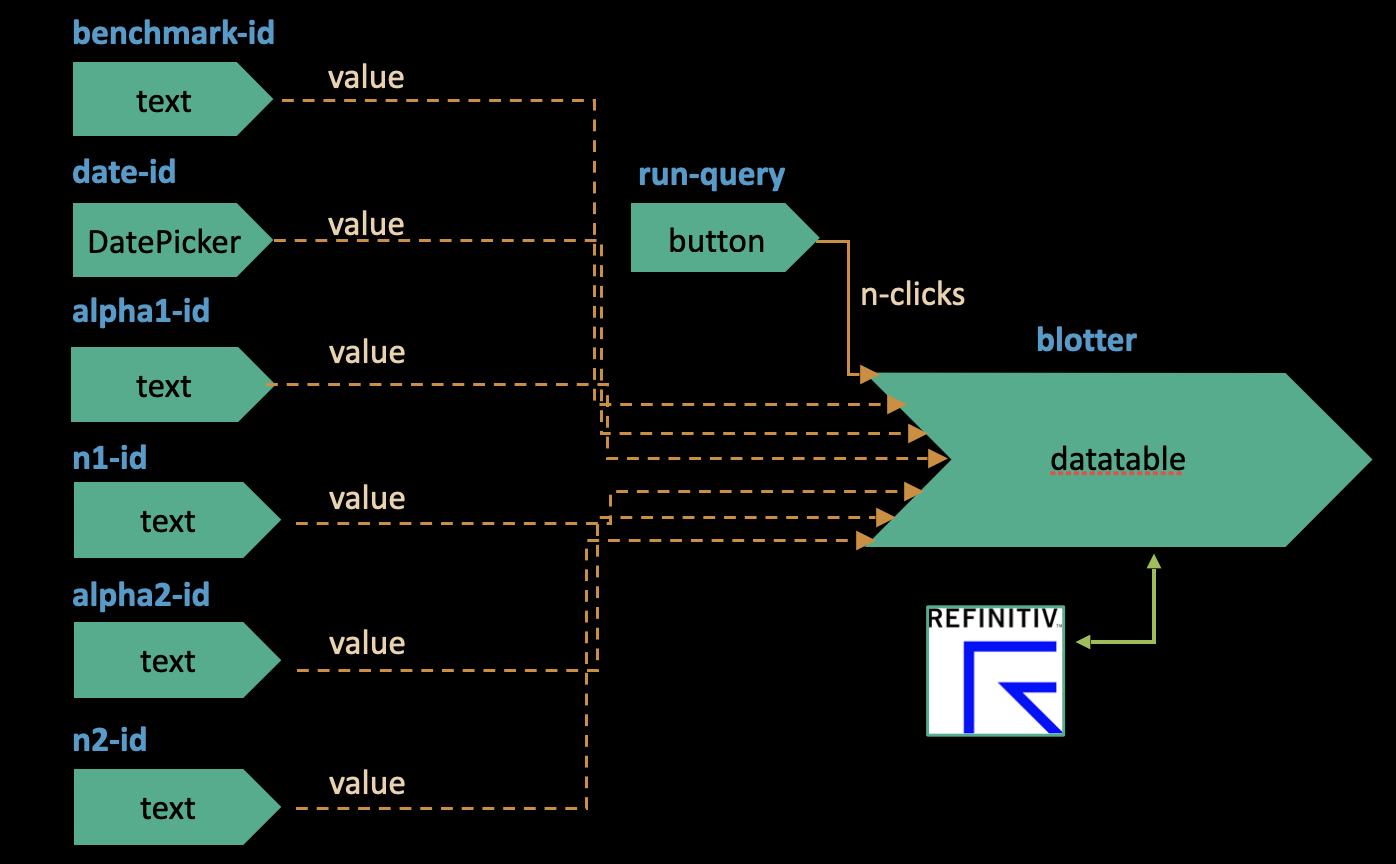 benchmark-id
text
value
date-id
DatePicker
value
run-query
button
n-clicks
alpha1-id
text
value
blotter
datatable
n1-id
text
value
alpha2-id
text
value
REFINITIV™
n2-id
text
value